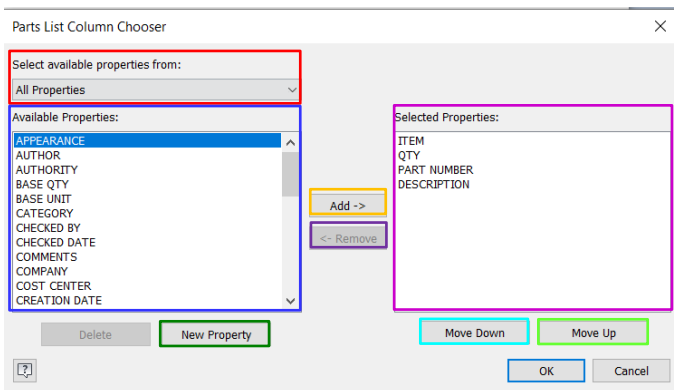 Parts List Column Chooser
Select available properties from:
All Properties
Available Properties:
APPEARANCE
AUTHOR
AUTHORITY
BASE QTY
BASE UNIT
CATEGORY
CHECKED BY
CHECKED DATE
COMMENTS
COMPANY
COST CENTER
CREATION DATE
Add ->
<- Remove
Selected Properties:
ITEM
QTY
PART NUMBER
DESCRIPTION
Delete
New Property
Move Down
Move Up
?
OK
Cancel